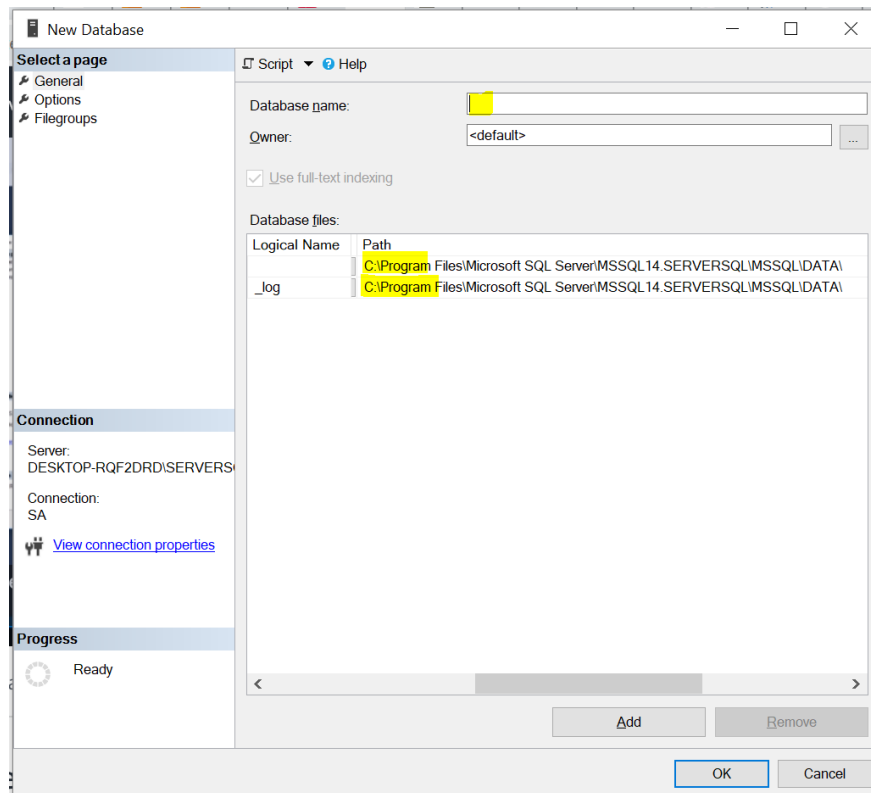 New Database
Select a page
General
Options
Filegroups
Script Help
Database name:
Owner: <default> ...
Use full-text indexing
Database files:
Logical Name Path
C:\Program Files\Microsoft SQL Server\MSSQL14.SERVERSQL\MSSQL\DATA\
_log C:\Program Files\Microsoft SQL Server\MSSQL14.SERVERSQL\MSSQL\DATA\
Connection
Server:
DESKTOP-RQF2DRD\SERVERS
Connection:
SA
View connection properties
Progress
Ready
Add Remove
OK Cancel